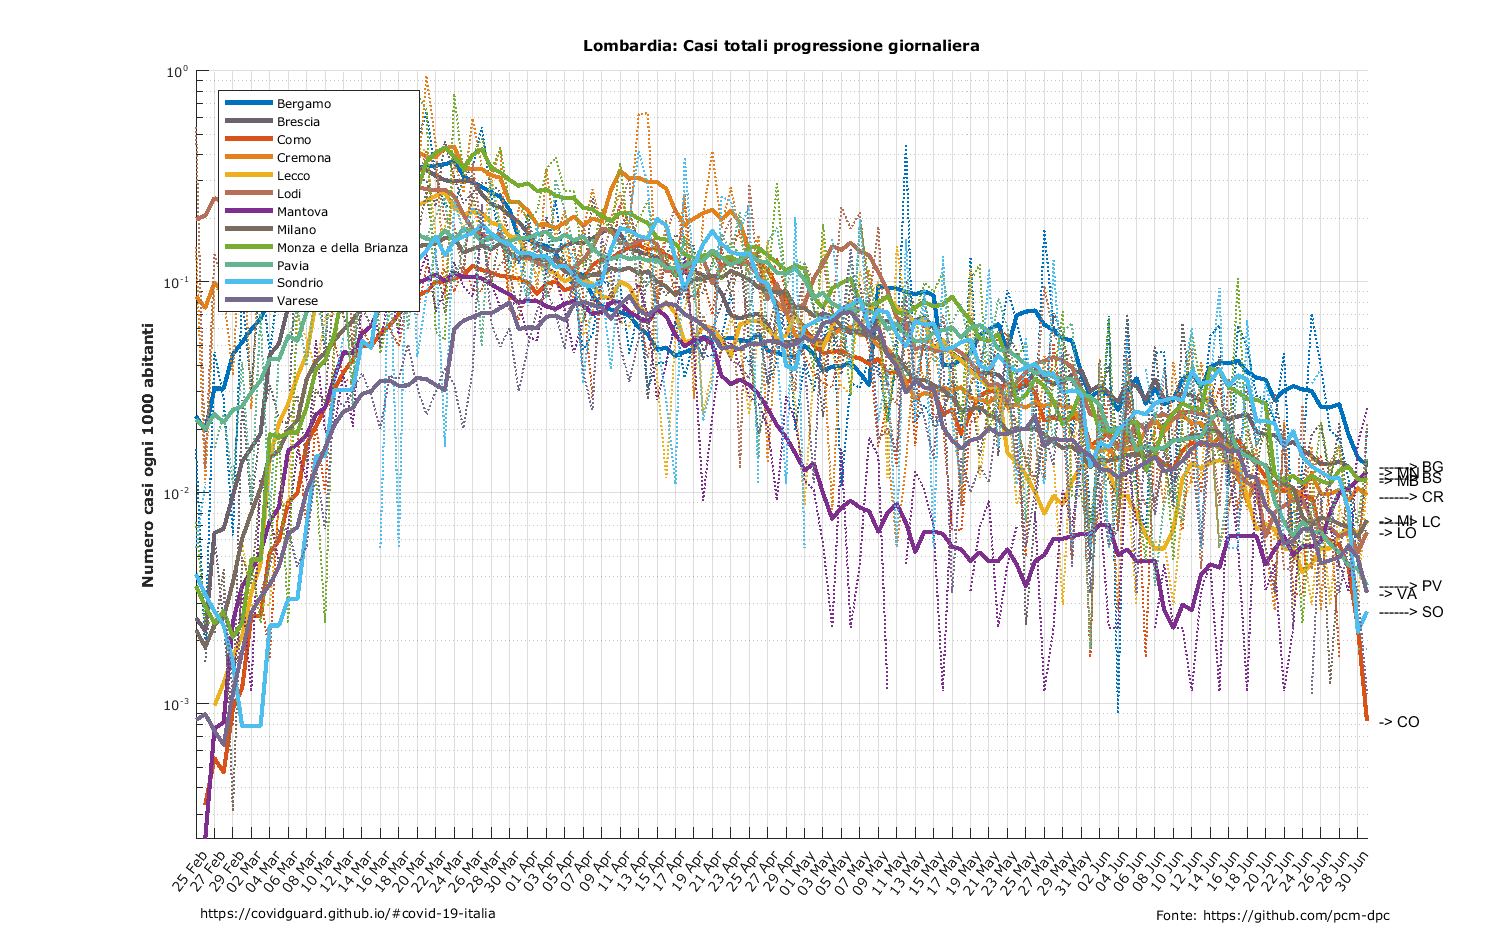 Lombardia: Casi totali progressione giornaliera
10⁰
10⁻¹
10⁻²
10⁻³
Numero casi ogni 1000 abitanti
Bergamo
Brescia
Como
Cremona
Lecco
Lodi
Mantova
Milano
Monza e della Brianza
Pavia
Sondrio
Varese
------> BG
BS
------> CR
LC
-> LO
------> PV
-> VA
------> SO
-> CO
25 Feb
27 Feb
29 Feb
02 Mar
04 Mar
06 Mar
08 Mar
10 Mar
12 Mar
14 Mar
16 Mar
18 Mar
20 Mar
22 Mar
24 Mar
26 Mar
28 Mar
30 Mar
01 Apr
03 Apr
05 Apr
07 Apr
09 Apr
11 Apr
13 Apr
15 Apr
17 Apr
19 Apr
21 Apr
23 Apr
25 Apr
27 Apr
29 Apr
01 May
03 May
05 May
07 May
09 May
11 May
13 May
15 May
17 May
19 May
21 May
23 May
25 May
27 May
29 May
31 May
02 Jun
04 Jun
06 Jun
08 Jun
10 Jun
12 Jun
14 Jun
16 Jun
18 Jun
20 Jun
22 Jun
24 Jun
26 Jun
28 Jun
30 Jun
https://covidguard.github.io/#covid-19-italia
Fonte: https://github.com/pcm-dpc